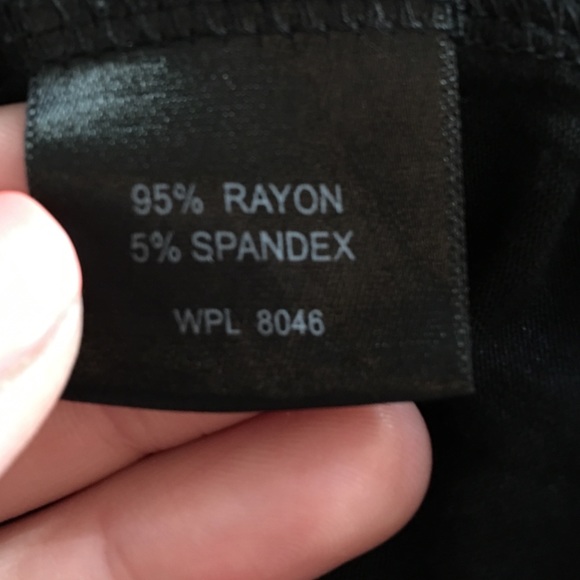 95% RAYON
5% SPANDEX
WPL 8046